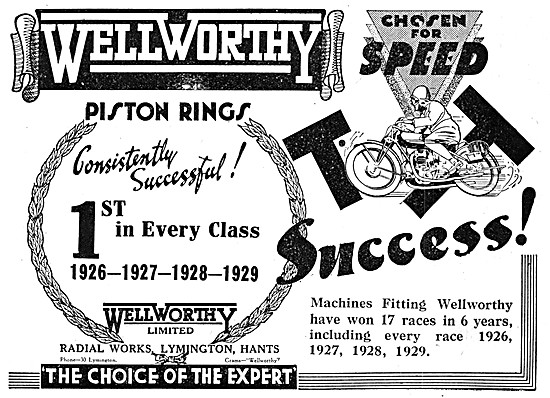 WELLWORTHY
PISTON RINGS
Consistently
Successful!
1ST
in Every Class
1926—1927—1928—1929
WELLWORTHY
LIMITED
RADIAL WORKS, LYMINGTON, HANTS
Phone—30 Lymington.
Grams—"Wellworthy"
'THE CHOICE OF THE EXPERT'
CHOSEN
FOR
SPEED
T.T
Success!
Machines Fitting Wellworthy
have won 17 races in 6 years,
including every race 1926,
1927, 1928, 1929.